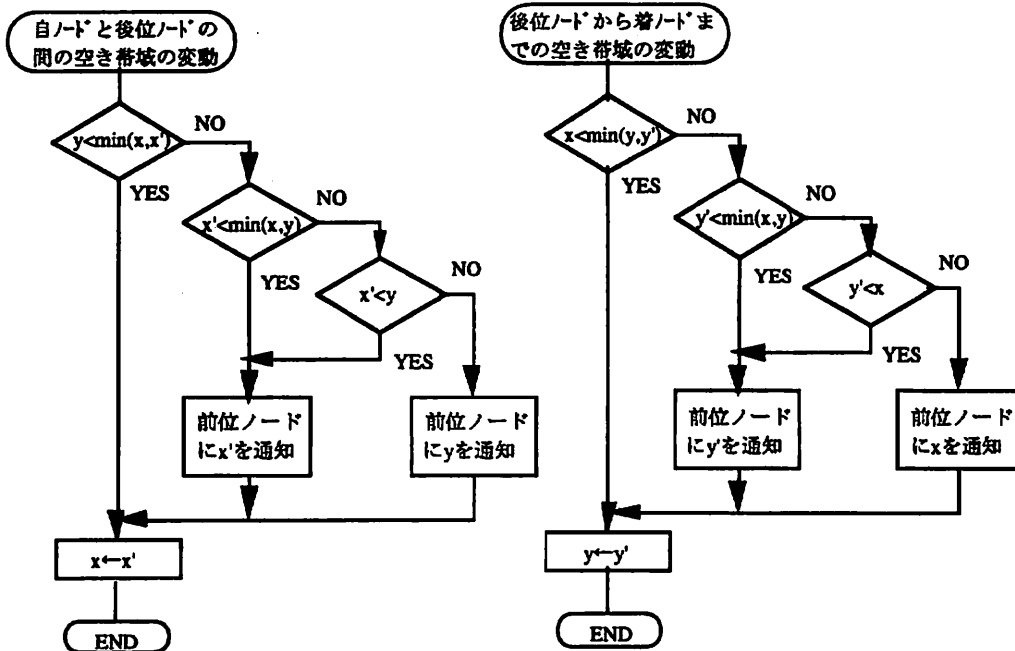 自ノードと後位ノードの
間の空き帯域の変動
y<min(x,x')
NO
YES
x'<min(x,y)
NO
YES
x'<y
NO
YES
前位ノード
にx'を通知
前位ノード
にyを通知
x←x'
END
後位ノードから着ノードま
での空き帯域の変動
x<min(y,y')
NO
YES
y'<min(x,y)
NO
YES
y'<x
NO
YES
前位ノード
にy'を通知
前位ノード
にxを通知
y←y'
END